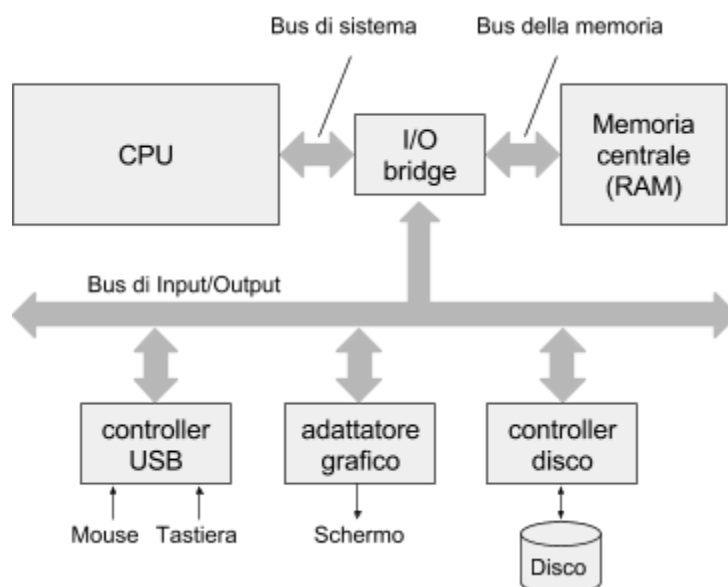 Bus di sistema
Bus della memoria
CPU
I/O
bridge
Memoria
centrale
(RAM)
Bus di Input/Output
controller
USB
adattatore
grafico
controller
disco
Mouse
Tastiera
Schermo
Disco